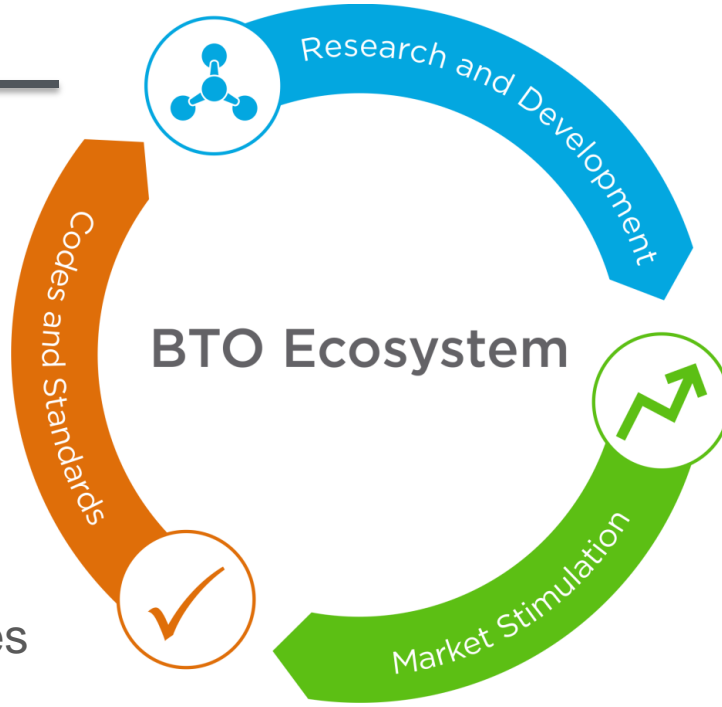 Research and Development
BTO Ecosystem
Codes and Standards
Market Stimulation
es